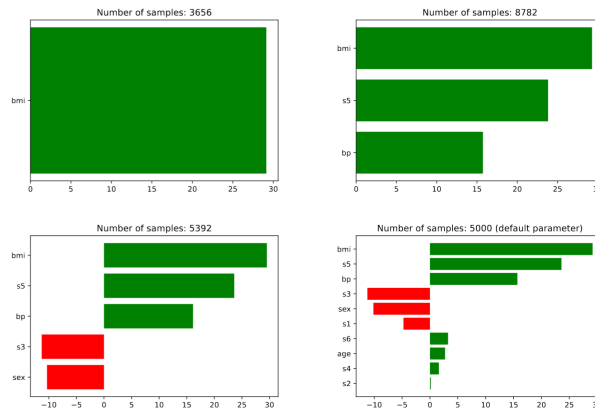 Number of samples: 3656
bmi
0 5 10 15 20 25 30
Number of samples: 8782
bmi
s5
bp
0 5 10 15 20 25 30
Number of samples: 5392
bmi
s5
bp
s3
sex
−10 −5 0 5 10 15 20 25 30
Number of samples: 5000 (default parameter)
bmi
s5
bp
s3
sex
s1
s6
age
s4
s2
−10 −5 0 5 10 15 20 25 30